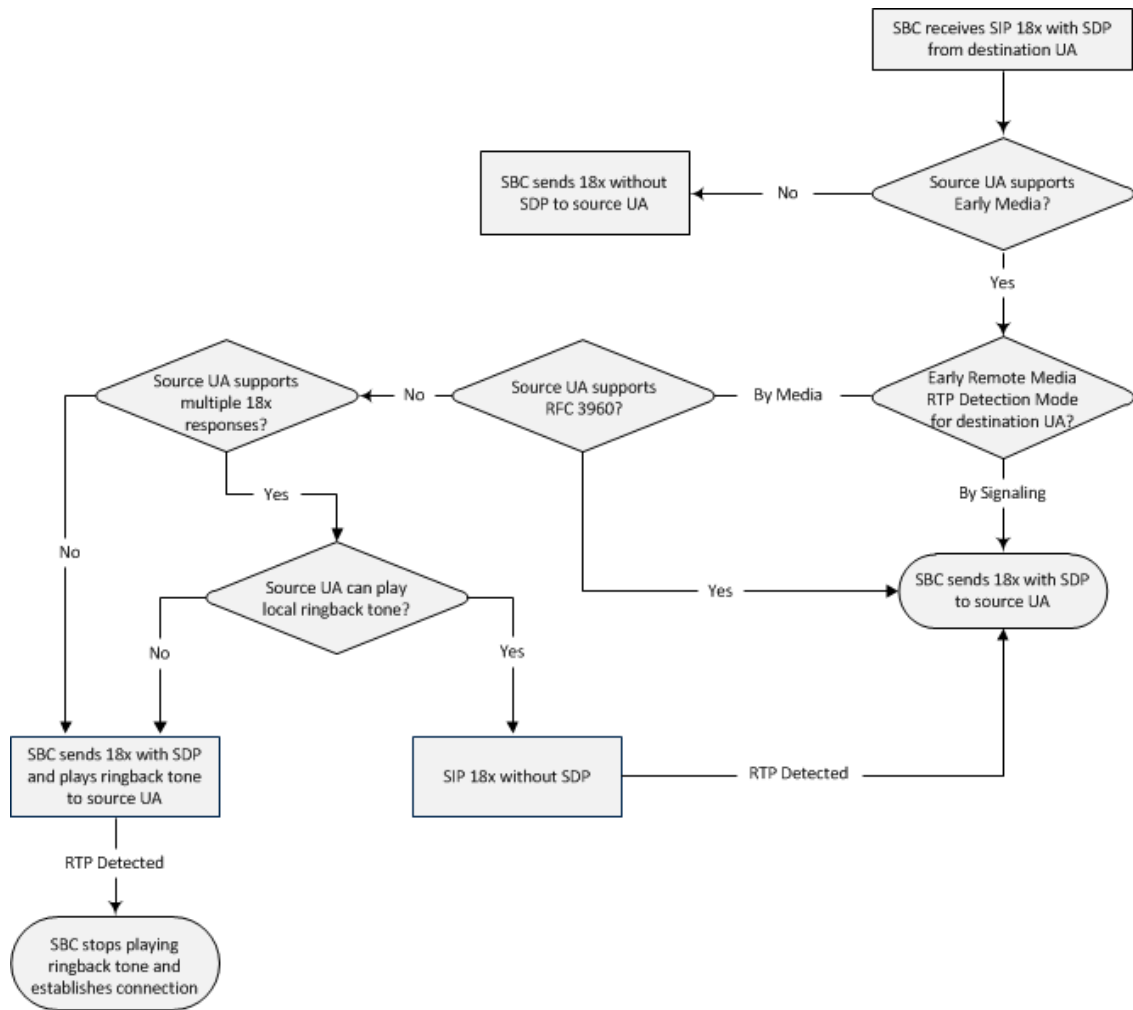 SBC receives SIP 18x with SDP
from destination UA
SBC sends 18x without
SDP to source UA
No
Source UA supports
Early Media?
Yes
Source UA supports
multiple 18x
responses?
No
Source UA supports
RFC 3960?
By Media
Early Remote Media
RTP Detection Mode
for destination UA?
Yes
By Signaling
No
Source UA can play
local ringback tone?
Yes
SBC sends 18x with SDP
to source UA
No
Yes
SBC sends 18x with SDP
and plays ringback tone
to source UA
SIP 18x without SDP
RTP Detected
RTP Detected
SBC stops playing
ringback tone and
establishes connection